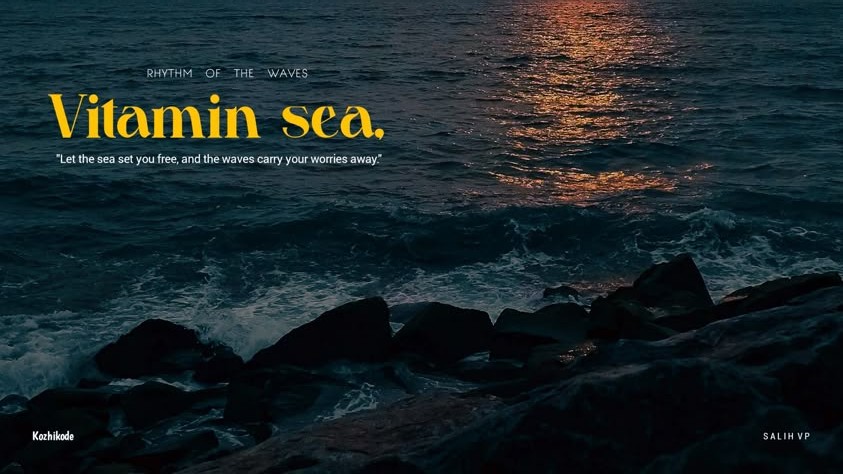 RHYTHM OF THE WAVES
Vitamin sea,
"Let the sea set you free, and the waves carry your worries away."
Kozhikode
SALIH VP